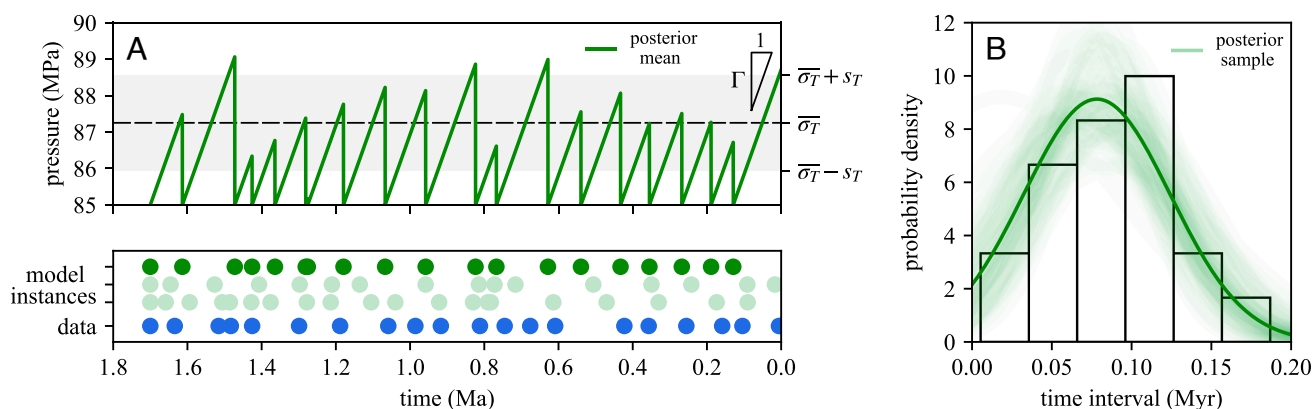 A
posterior
mean
1
Γ
90
89
88
87
86
85
pressure (MPa)
σ̅_T + s_T
σ̅_T
σ̅_T − s_T
model
instances
data
1.8 1.6 1.4 1.2 1.0 0.8 0.6 0.4 0.2 0.0
time (Ma)
B
posterior
sample
12
10
8
6
4
2
0
probability density
0.00 0.05 0.10 0.15 0.20
time interval (Myr)